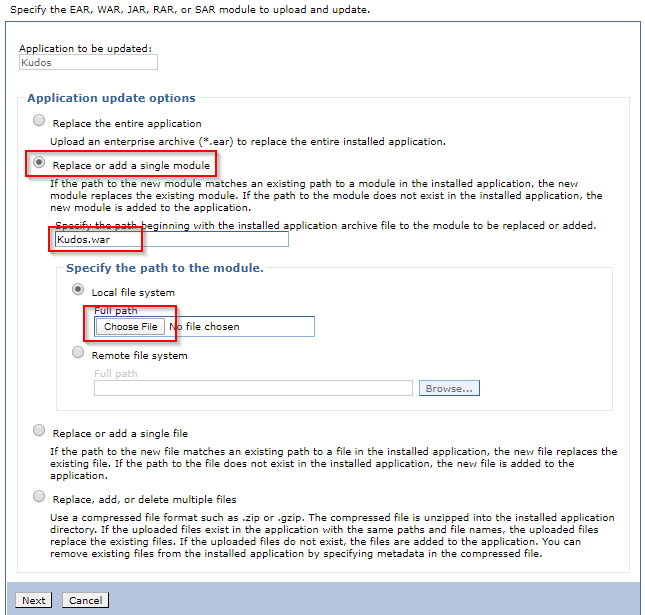 Specify the EAR, WAR, JAR, RAR, or SAR module to upload and update.
Application to be updated:
Kudos
Application update options
Replace the entire application
Upload an enterprise archive (*.ear) to replace the entire installed application.
Replace or add a single module
If the path to the new module matches an existing path to a module in the installed application, the new
module replaces the existing module. If the path to the module does not exist in the installed application, the
new module is added to the application.
Specify the path beginning with the installed application archive file to the module to be replaced or added.
Kudos.war
Specify the path to the module.
Local file system
Full path
Choose File No file chosen
Remote file system
Full path
Browse...
Replace or add a single file
If the path to the new file matches an existing path to a file in the installed application, the new file replaces the
existing file. If the path to the file does not exist in the installed application, the new file is added to the
application.
Replace, add, or delete multiple files
Use a compressed file format such as .zip or .gzip. The compressed file is unzipped into the installed application
directory. If the uploaded files exist in the application with the same paths and file names, the uploaded files
replace the existing files. If the uploaded files do not exist, the files are added to the application. You can
remove existing files from the installed application by specifying metadata in the compressed file.
Next Cancel